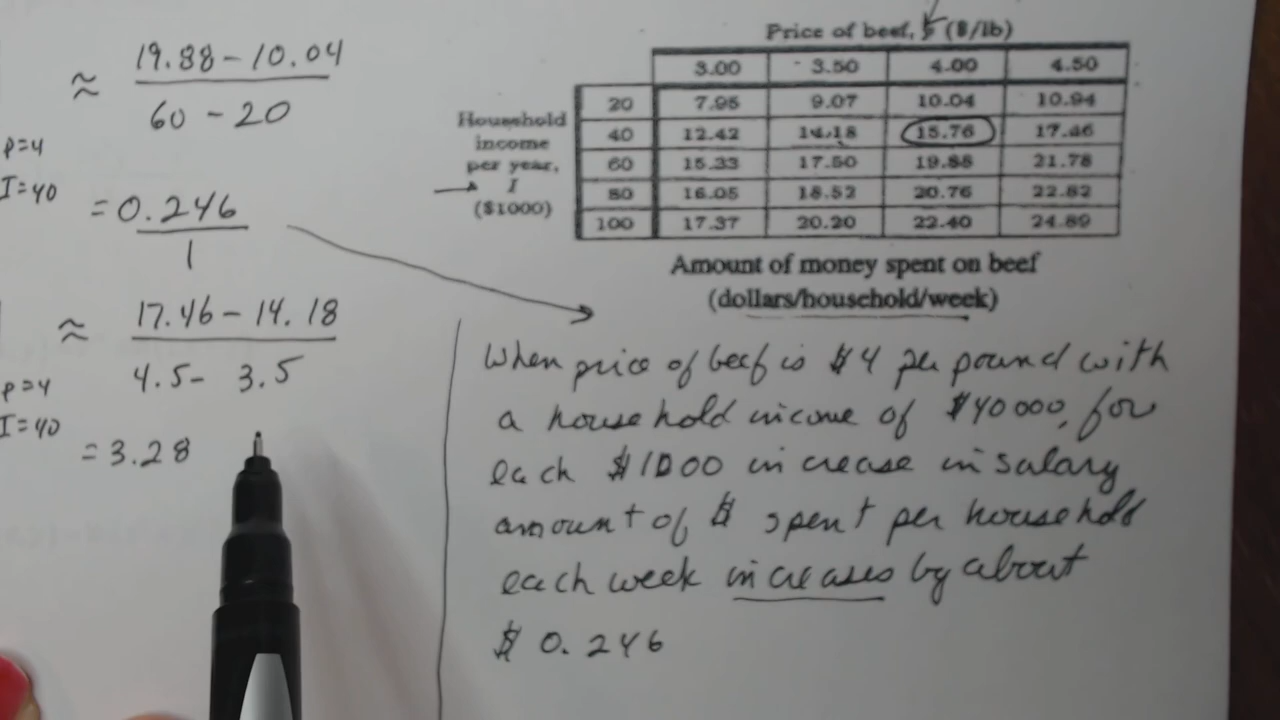 ≈ 19.88 - 10.04
60 - 20
P=4
I=40
= 0.246
1
≈ 17.46 - 14.18
4.5 - 3.5
P=4
I=40
= 3.28
Price of beef, p ($/lb)
3.00 3.50 4.00 4.50
Household income per year, I ($1000)
20 7.95 9.07 10.04 10.94
40 12.42 14.18 15.76 17.46
60 15.33 17.50 19.88 21.78
80 16.05 18.52 20.76 22.82
100 17.37 20.20 22.40 24.89
Amount of money spent on beef
(dollars/household/week)
When price of beef is $4 per pound with
a household income of $40000, for
each $1000 increase in salary
amount of $ spent per household
each week increases by about
$ 0.246